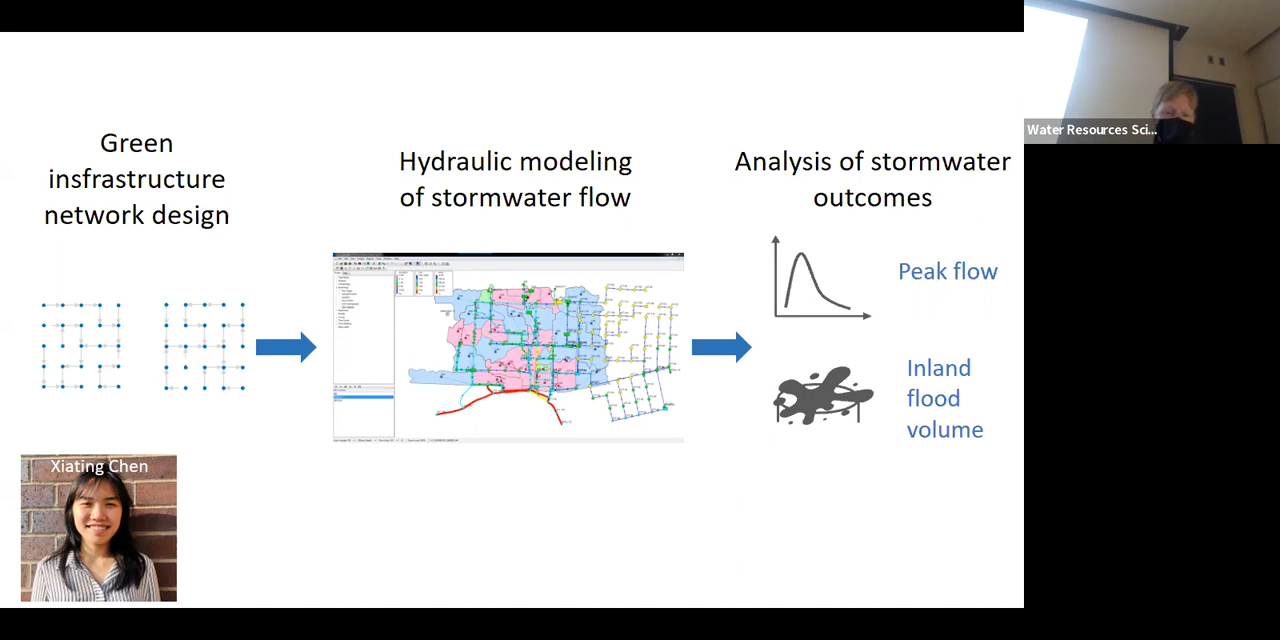 Green
insfrastructure
network design
Hydraulic modeling
of stormwater flow
Analysis of stormwater
outcomes
Peak flow
Inland
flood
volume
Xiating Chen
Water Resources Sci...